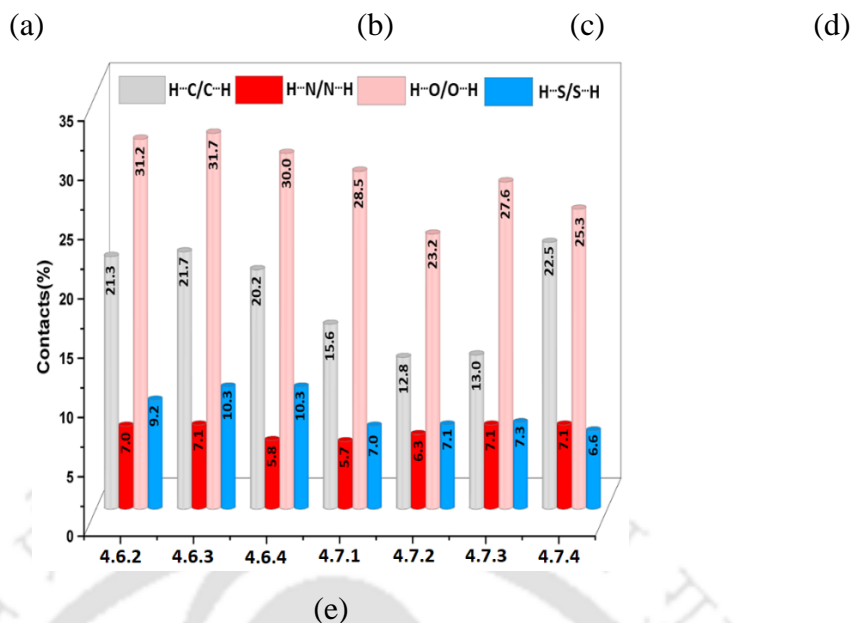 (a) (b) (c) (d)
H···C/C···H H···N/N···H H···O/O···H H···S/S···H
Contacts(%)
35
30
25
20
15
10
5
0
21.3 7.0 31.2 9.2
21.7 7.1 31.7 10.3
20.2 5.8 30.0 10.3
15.6 5.7 28.5 7.0
12.8 6.3 23.2 7.1
13.0 7.1 27.6 7.3
22.5 7.1 25.3 6.6
4.6.2 4.6.3 4.6.4 4.7.1 4.7.2 4.7.3 4.7.4
(e)